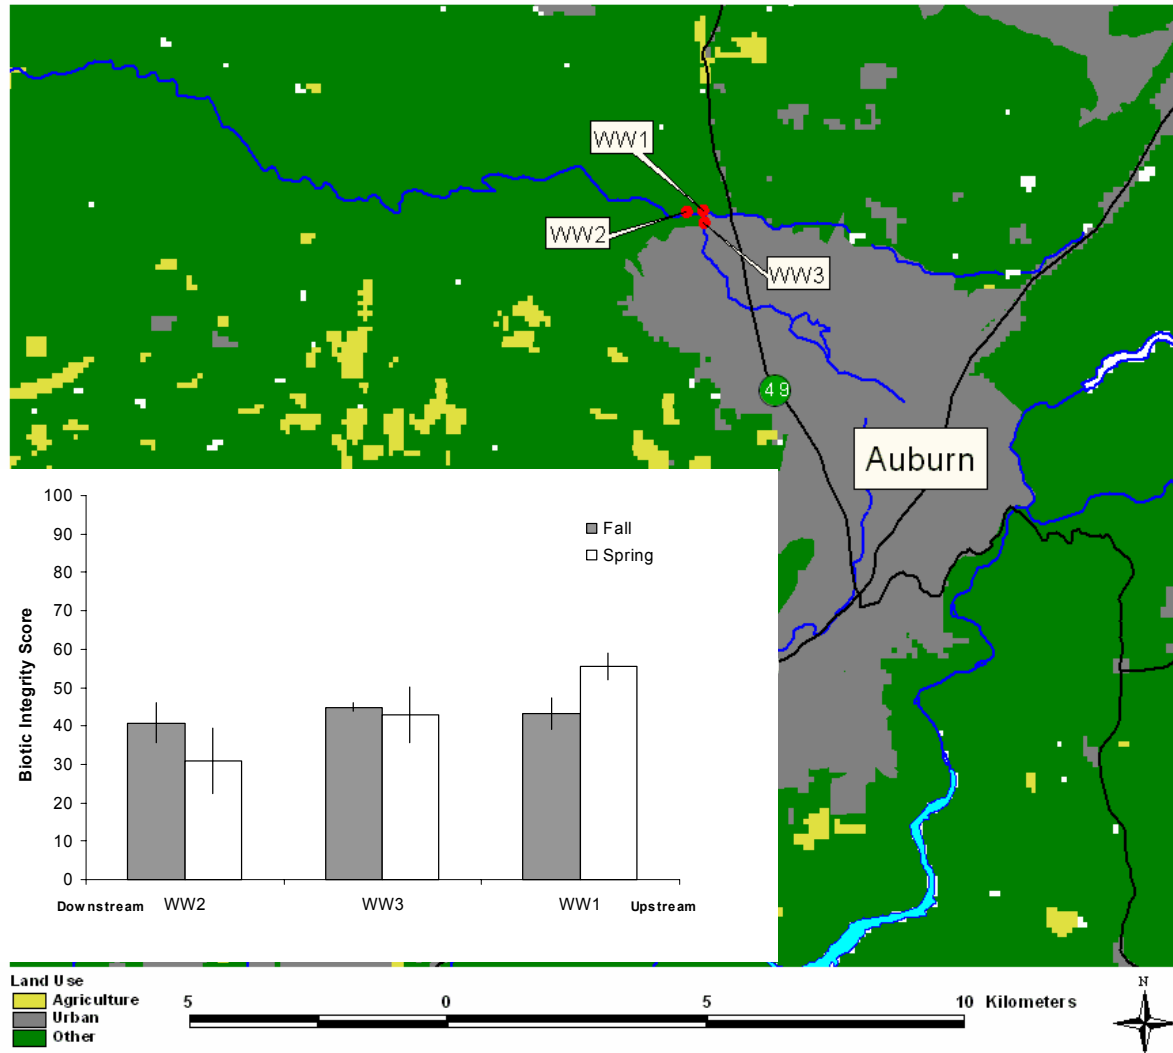 WW1
WW2
WW3
49
Auburn
100
90
80
70
60
50
40
30
20
10
0
Biotic Integrity Score
Fall
Spring
Downstream WW2 WW3 WW1 Upstream
Land Use
Agriculture
Urban
Other
5 0 5 10 Kilometers
N